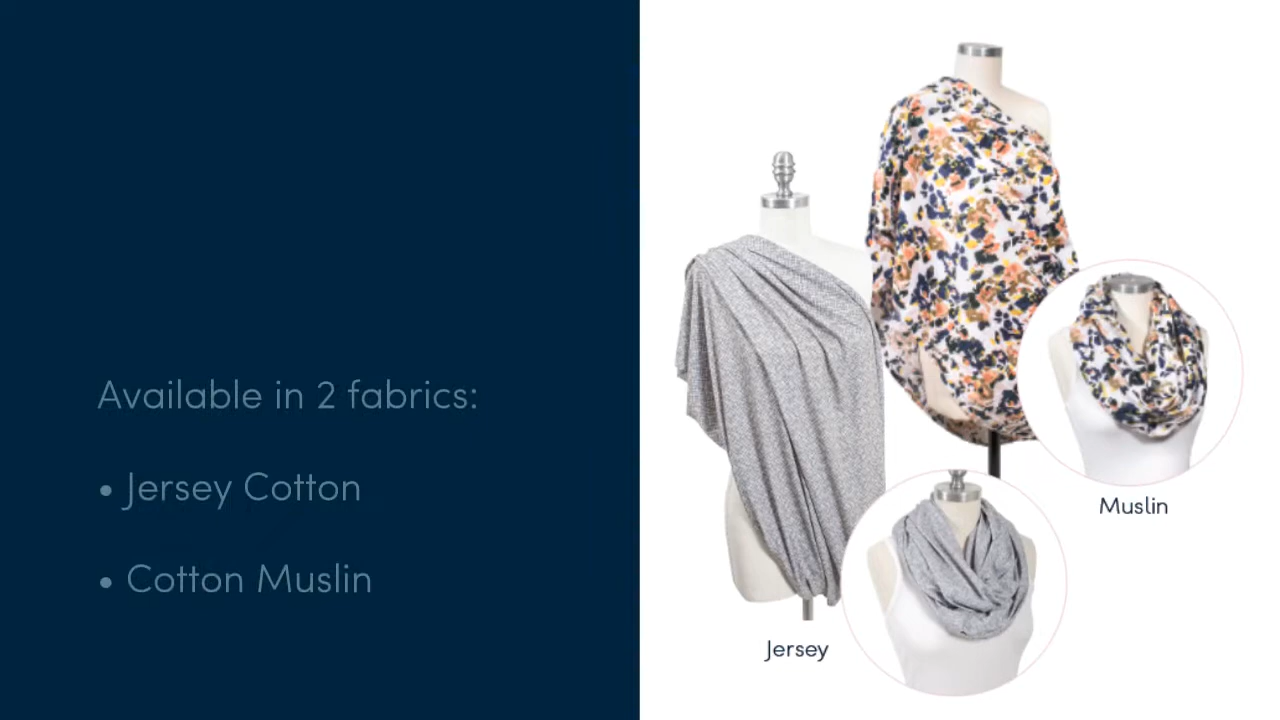 Available in 2 fabrics:
• Jersey Cotton
• Cotton Muslin
Muslin
Jersey